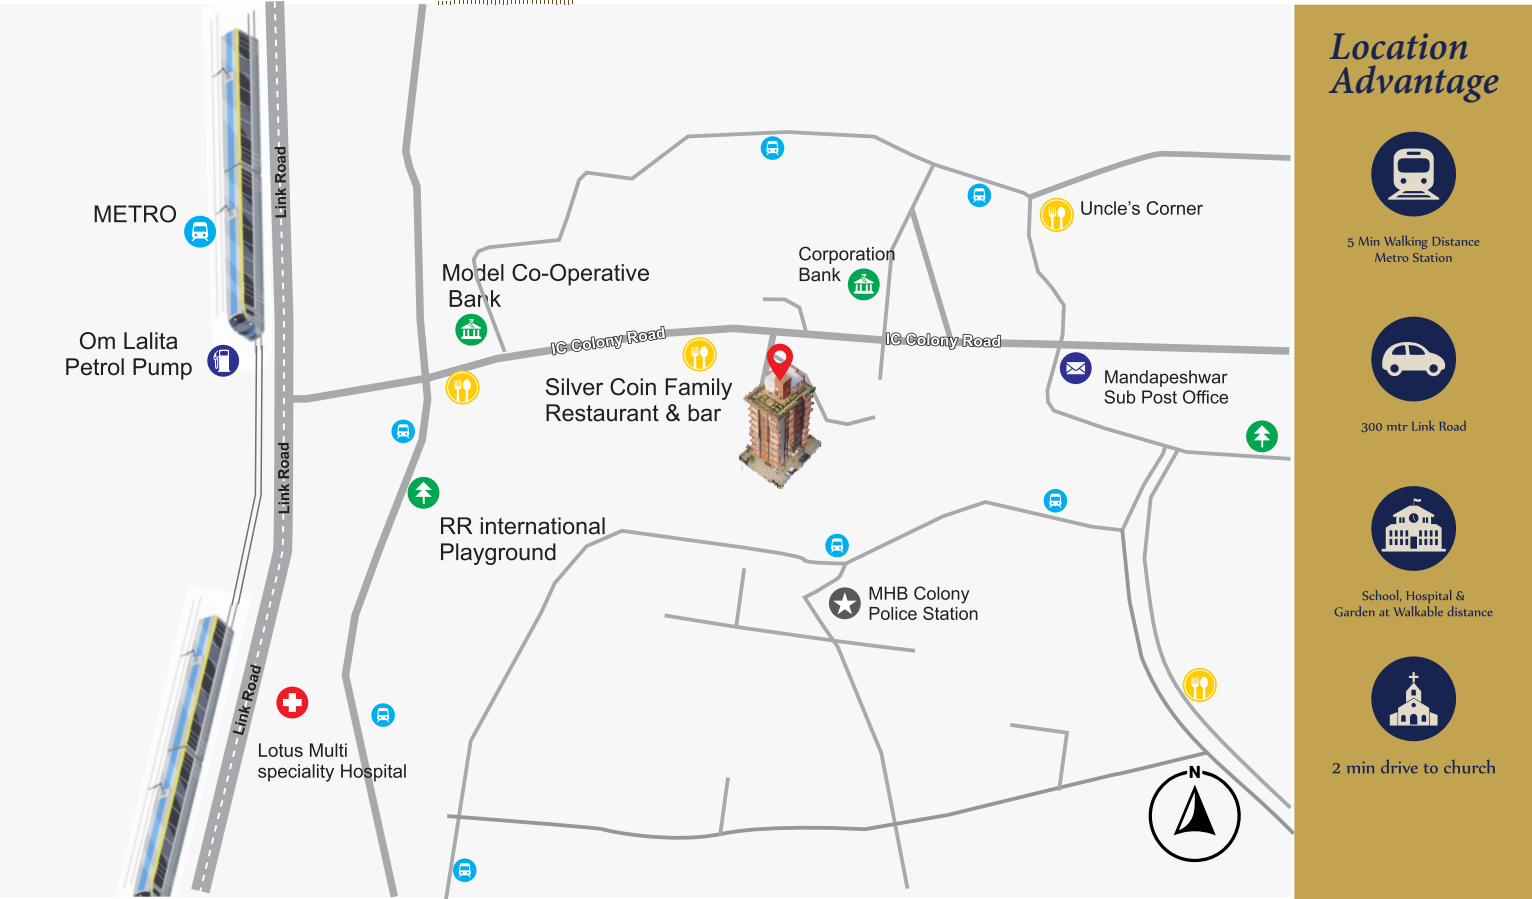 Link Road
METRO
Uncle's Corner
Corporation
Bank
Model Co-Operative
Bank
IC Colony Road
IC Colony Road
Om Lalita
Petrol Pump
Silver Coin Family
Restaurant & bar
Mandapeshwar
Sub Post Office
Link Road
RR international
Playground
MHB Colony
Police Station
Link Road
Lotus Multi
speciality Hospital
N
Location
Advantage
5 Min Walking Distance
Metro Station
300 mtr Link Road
School, Hospital &
Garden at Walkable distance
2 min drive to church